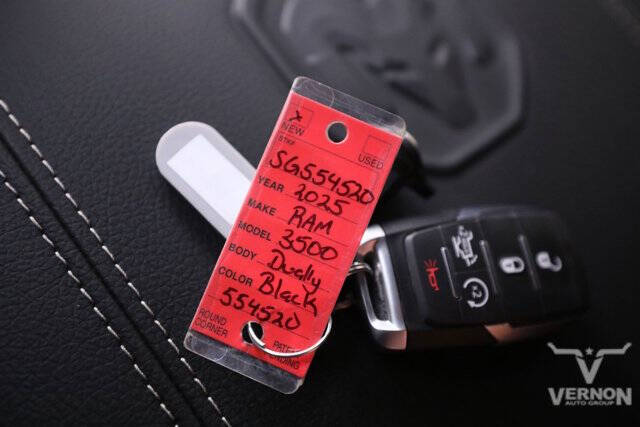 X
NEW
USED
STK#
SG554520
YEAR 2025
MAKE RAM
MODEL 3500
BODY Dually
COLOR Black
554520
ROUND
CORNER
VERNON
AUTO GROUP